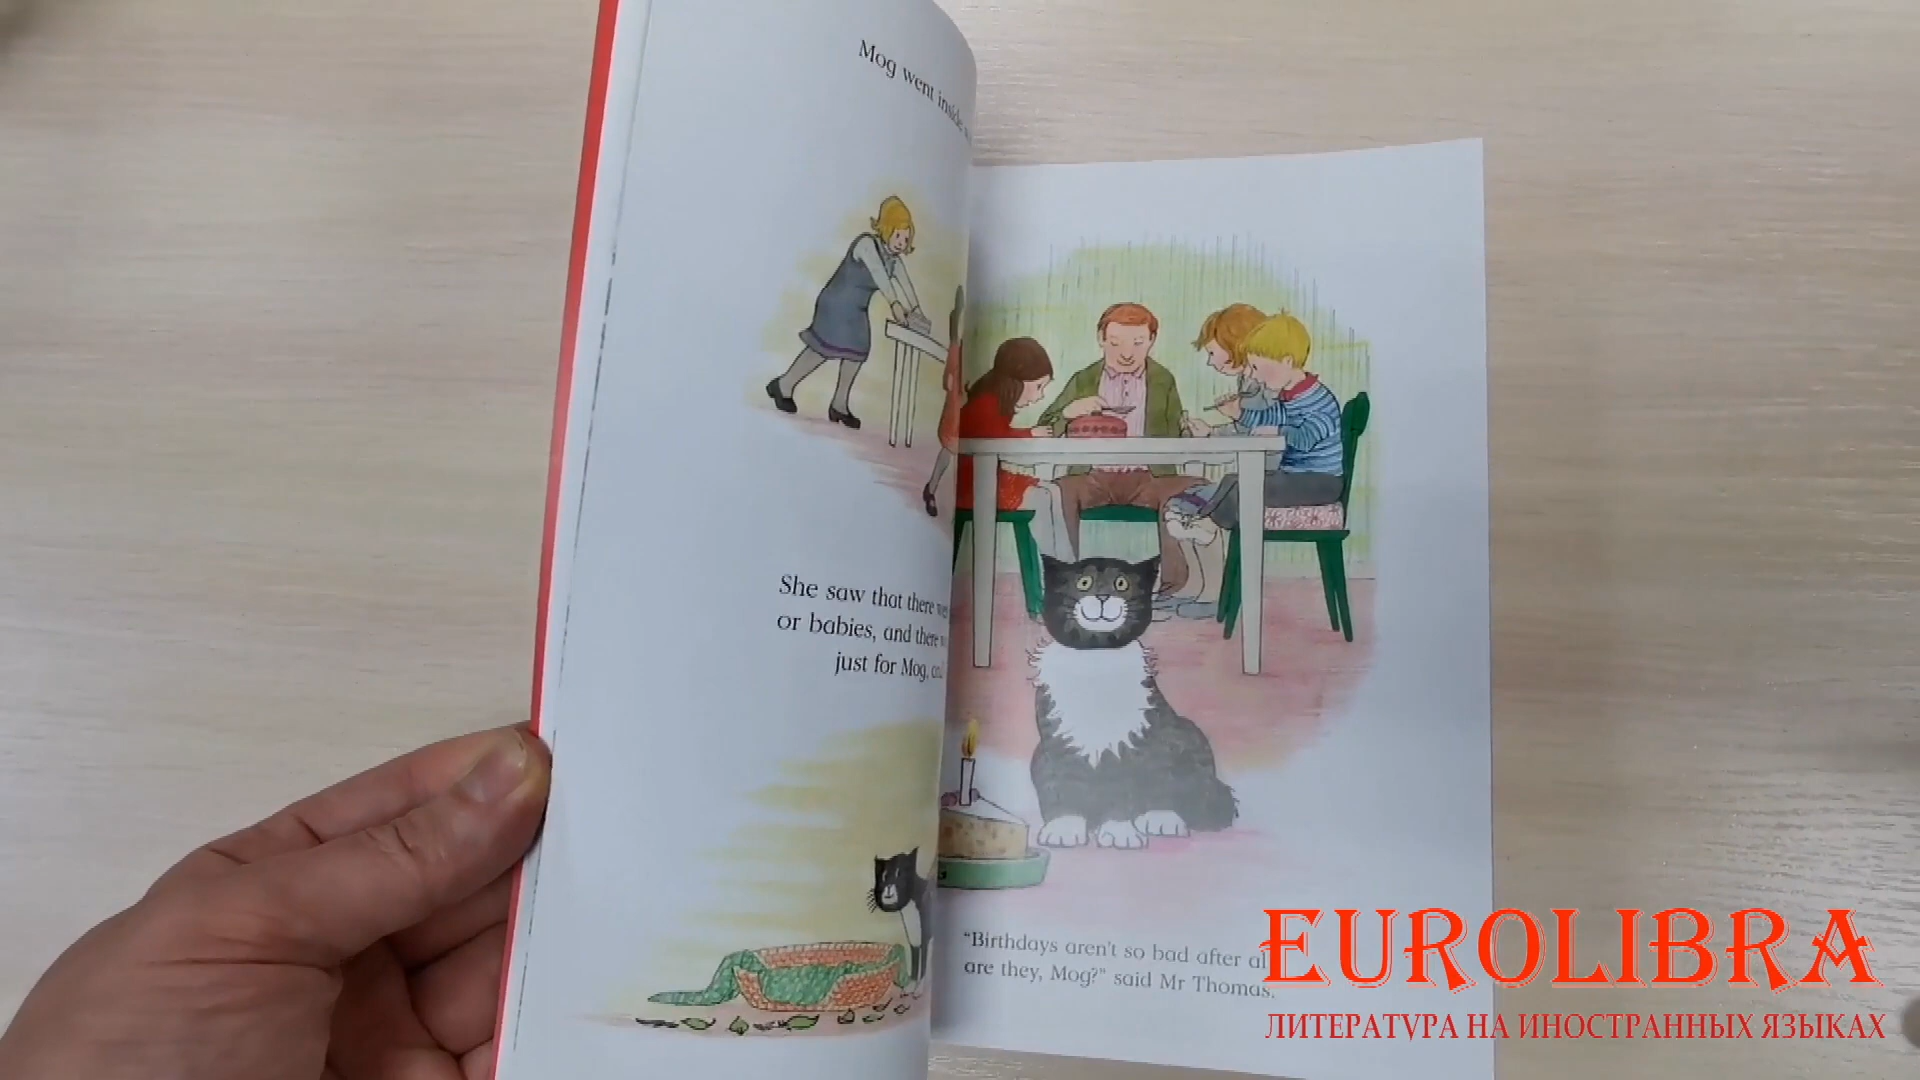 Mog went inside
She saw that there
or babies, and there
just for Mog,
"Birthdays aren't so bad after
are they, Mog?" said Mr Thomas.
EUROLIBRA
ЛИТЕРАТУРА НА ИНОСТРАННЫХ ЯЗЫКАХ